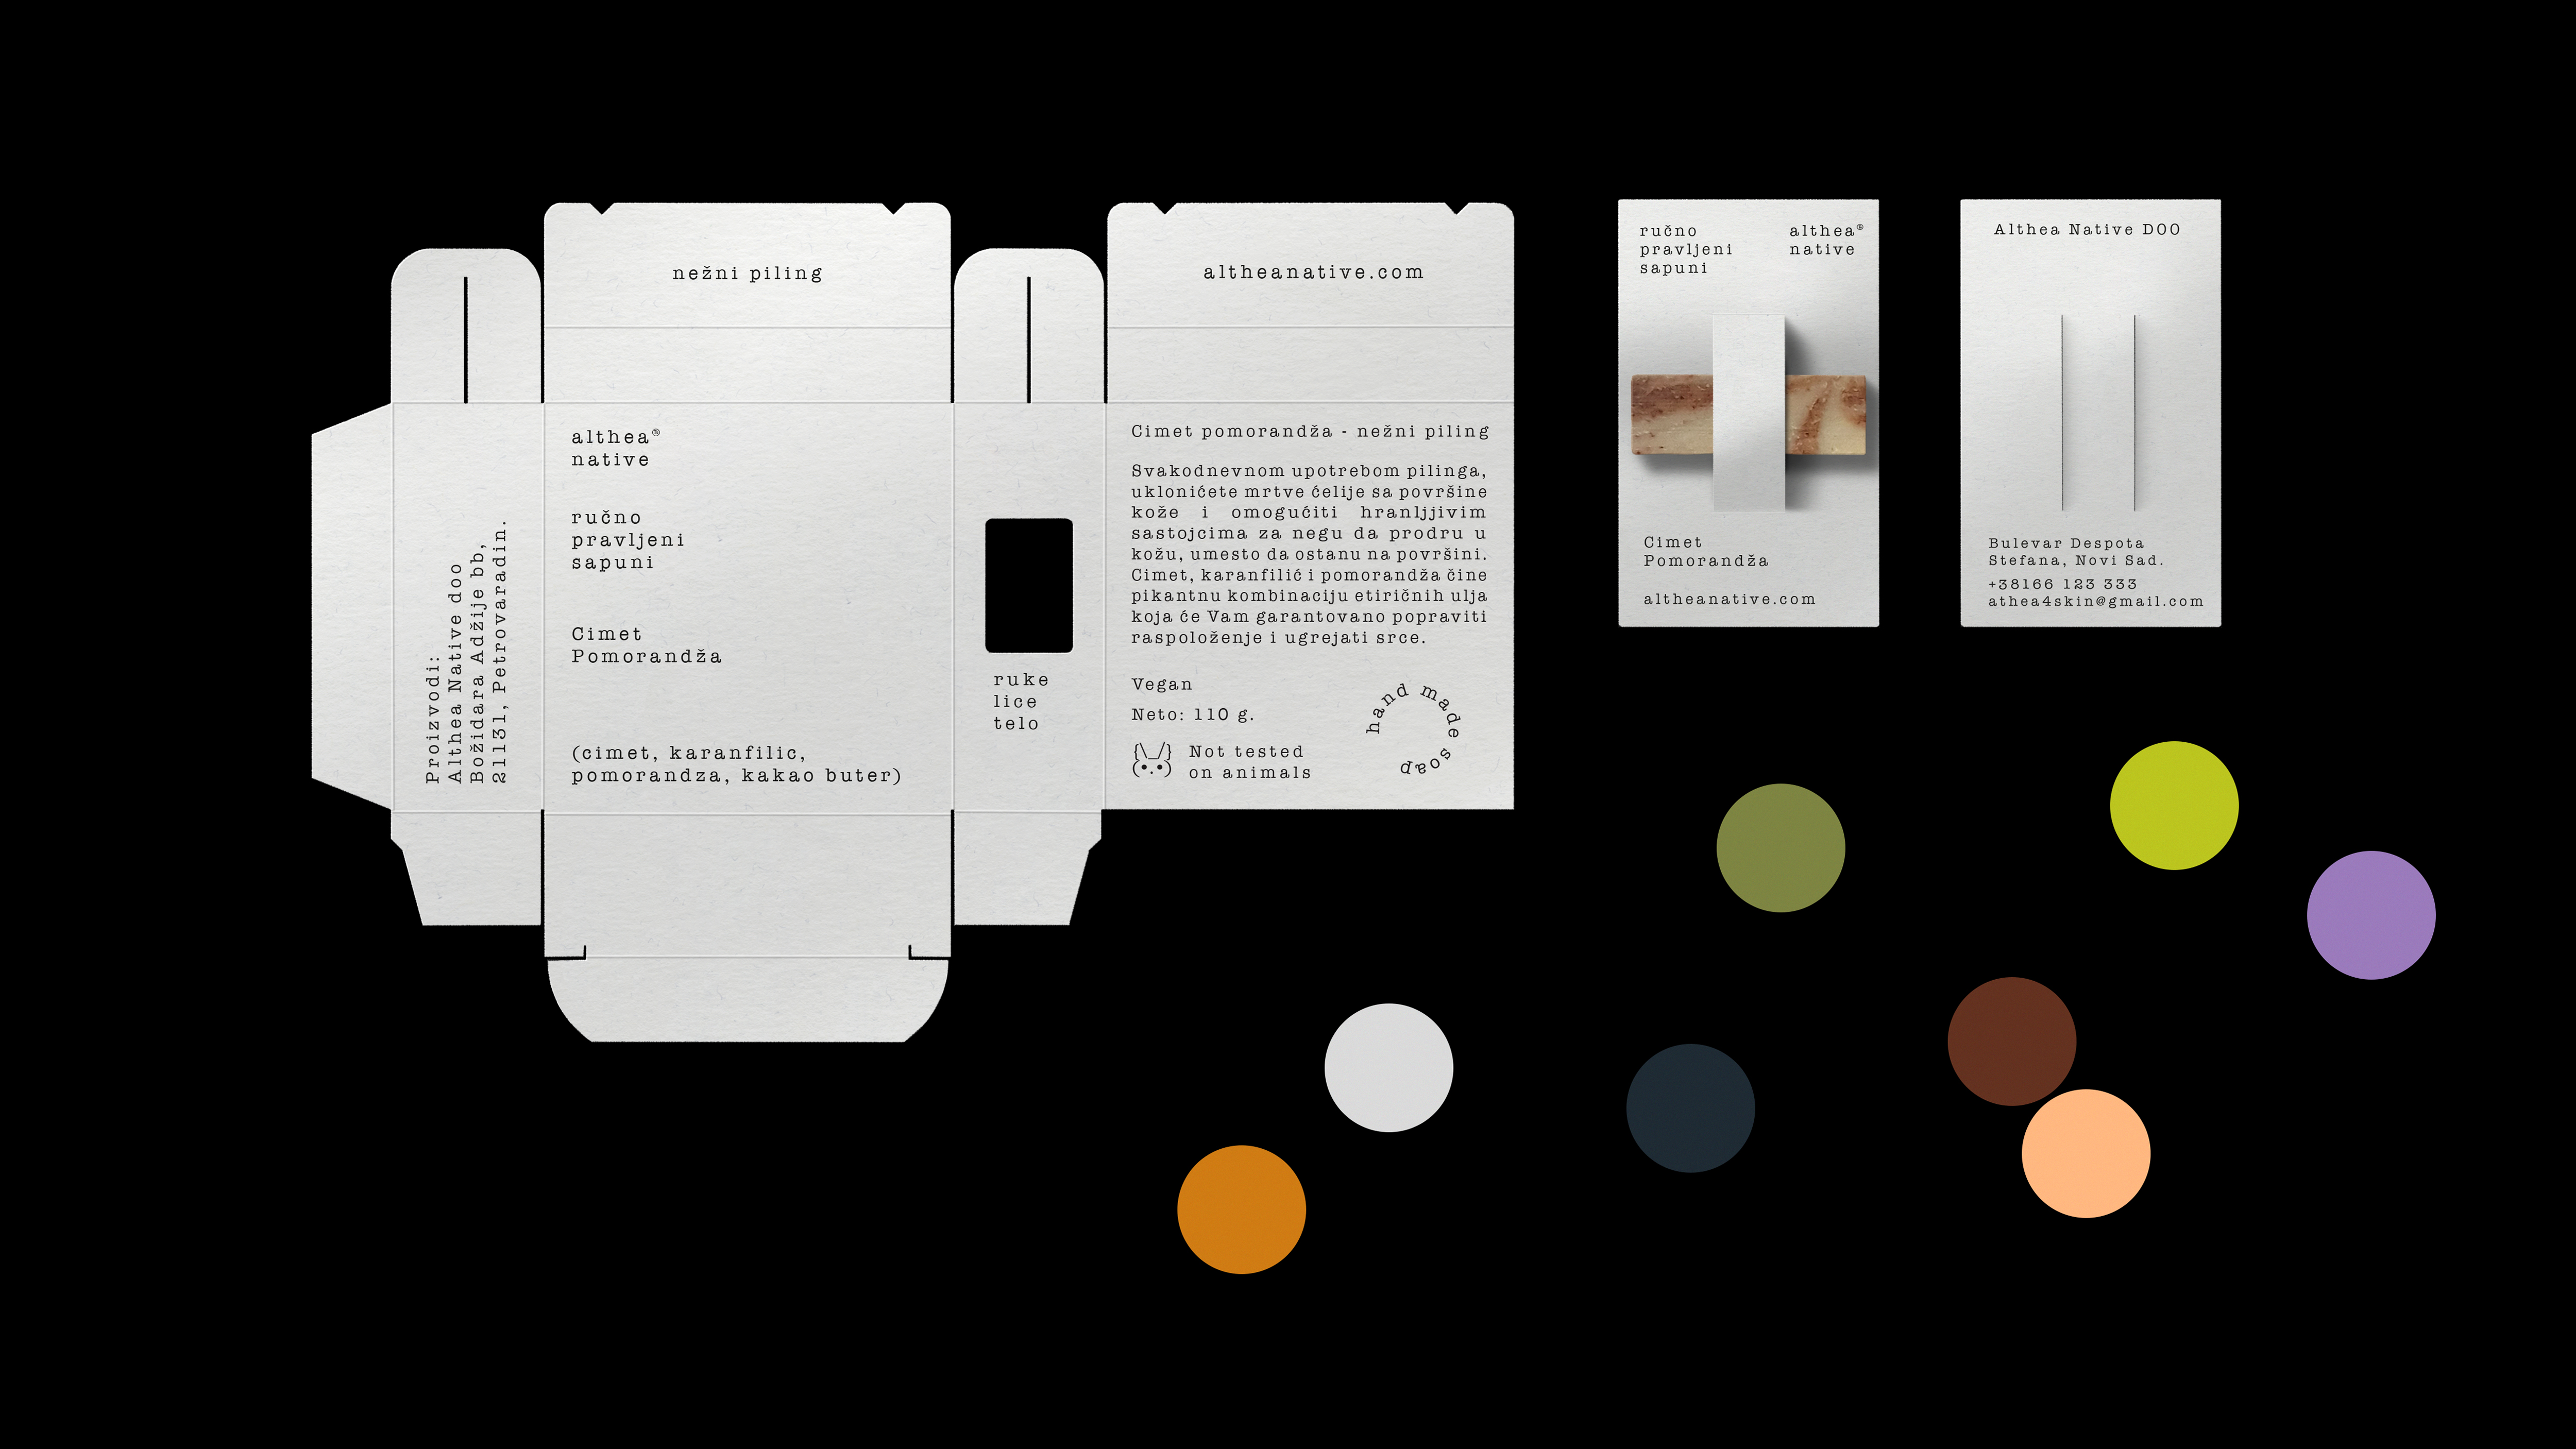 nežni piling
altheanative.com
Proizvodi:
Althea Native doo
Božidara Adžije bb,
21131, Petrovaradin.
althea®
native
ručno
pravljeni
sapuni
Cimet
Pomorandža
(cimet, karanfilic,
pomorandza, kakao buter)
ruke
lice
telo
Cimet pomorandža - nežni piling
Svakodnevnom upotrebom pilinga,
uklonićete mrtve ćelije sa površine
kože i omogućiti hranljjivim
sastojcima za negu da prodru u
kožu, umesto da ostanu na površini.
Cimet, karanfilić i pomorandža čine
pikantnu kombinaciju etiričnih ulja
koja će Vam garantovano popraviti
raspoloženje i ugrejati srce.
Vegan
Neto: 110 g.
{\_/}
(•.•)
Not tested
on animals
hand made soap
ručno
pravljeni
sapuni
althea®
native
Cimet
Pomorandža
altheanative.com
Althea Native DOO
Bulevar Despota
Stefana, Novi Sad.
+38166 123 333
athea4skin@gmail.com